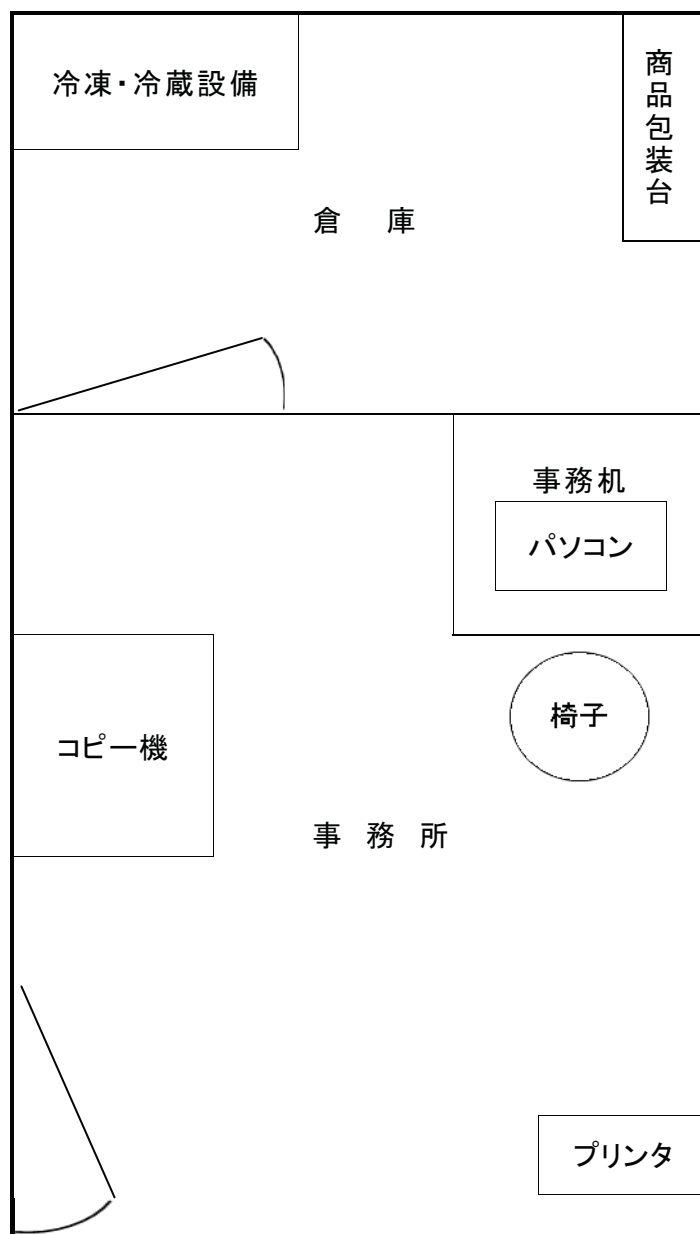 冷凍・冷蔵設備
商品包装台
倉　庫
事務机
パソコン
椅子
コピー機
事　務　所
プリンタ